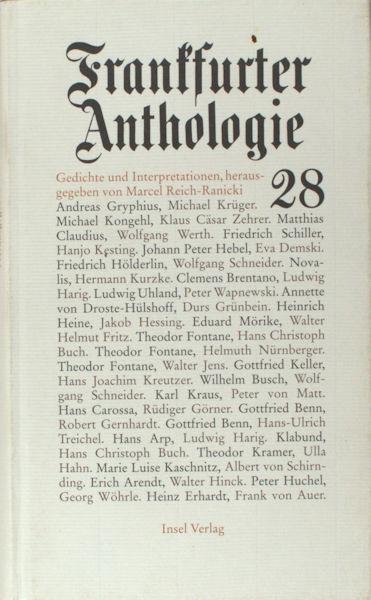 Frankfurter
Anthologie
28
Gedichte und Interpretationen, heraus-
gegeben von Marcel Reich-Ranicki
Andreas Gryphius, Michael Krüger.
Michael Kongehl, Klaus Cäsar Zehrer. Matthias
Claudius, Wolfgang Werth. Friedrich Schiller,
Hanjo Kesting. Johann Peter Hebel, Eva Demski.
Friedrich Hölderlin, Wolfgang Schneider. Nova-
lis, Hermann Kurzke. Clemens Brentano, Ludwig
Harig. Ludwig Uhland, Peter Wapnewski. Annette
von Droste-Hülshoff, Durs Grünbein. Heinrich
Heine, Jakob Hessing. Eduard Mörike, Walter
Helmut Fritz. Theodor Fontane, Hans Christoph
Buch. Theodor Fontane, Helmuth Nürnberger.
Theodor Fontane, Walter Jens. Gottfried Keller,
Hans Joachim Kreutzer. Wilhelm Busch, Wolf-
gang Schneider. Karl Kraus, Peter von Matt.
Hans Carossa, Rüdiger Görner. Gottfried Benn,
Robert Gernhardt. Gottfried Benn, Hans-Ulrich
Treichel. Hans Arp, Ludwig Harig. Klabund,
Hans Christoph Buch. Theodor Kramer, Ulla
Hahn. Marie Luise Kaschnitz, Albert von Schirn-
ding. Erich Arendt, Walter Hinck. Peter Huchel,
Georg Wöhrle. Heinz Erhardt, Frank von Auer.
Insel Verlag